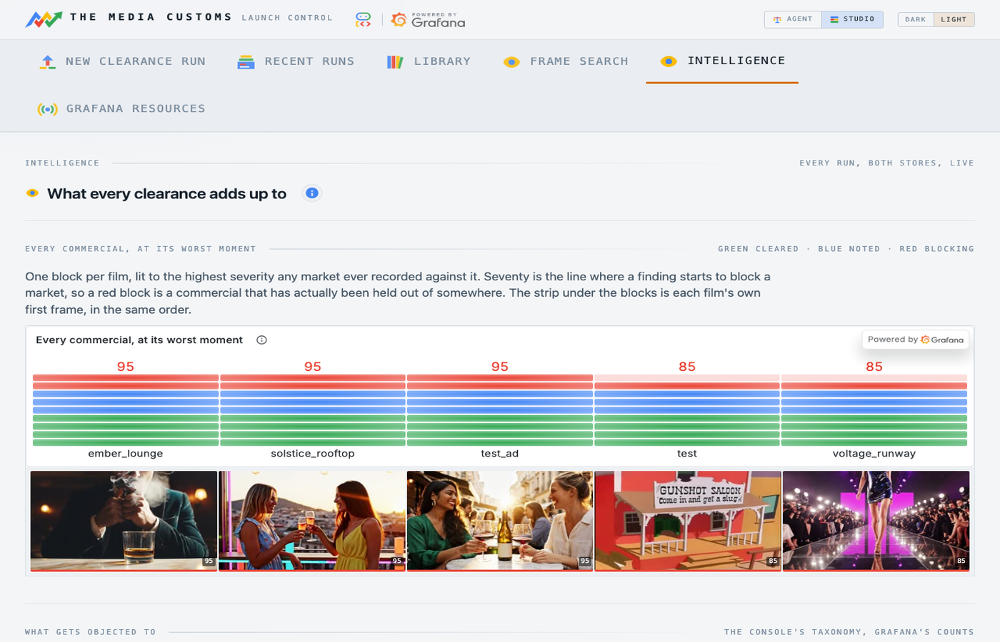 THE MEDIA CUSTOMS LAUNCH CONTROL
POWERED BY
Grafana
AGENT STUDIO
DARK LIGHT
NEW CLEARANCE RUN
RECENT RUNS
LIBRARY
FRAME SEARCH
INTELLIGENCE
GRAFANA RESOURCES
INTELLIGENCE
EVERY RUN, BOTH STORES, LIVE
What every clearance adds up to
EVERY COMMERCIAL, AT ITS WORST MOMENT
GREEN CLEARED · BLUE NOTED · RED BLOCKING
One block per film, lit to the highest severity any market ever recorded against it. Seventy is the line where a finding starts to block a
market, so a red block is a commercial that has actually been held out of somewhere. The strip under the blocks is each film's own
first frame, in the same order.
Every commercial, at its worst moment
Powered by Grafana
95 95 95 85 85
ember_lounge solstice_rooftop test_ad test voltage_runway
GUNSHOT SALOON
Come in and get a slug
95 95 95 85 85
WHAT GETS OBJECTED TO
THE CONSOLE'S TAXONOMY, GRAFANA'S COUNTS